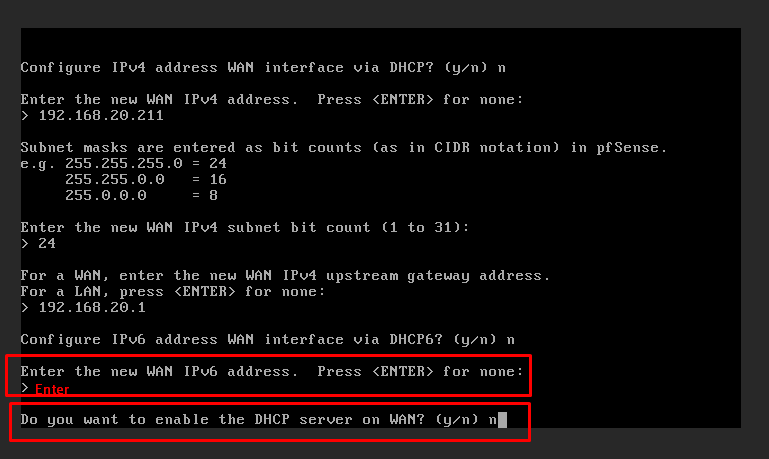 Configure IPv4 address WAN interface via DHCP? (y/n) n
Enter the new WAN IPv4 address.  Press <ENTER> for none:
> 192.168.20.211
Subnet masks are entered as bit counts (as in CIDR notation) in pfSense.
e.g. 255.255.255.0 = 24
     255.255.0.0   = 16
     255.0.0.0     = 8
Enter the new WAN IPv4 subnet bit count (1 to 31):
> 24
For a WAN, enter the new WAN IPv4 upstream gateway address.
For a LAN, press <ENTER> for none:
> 192.168.20.1
Configure IPv6 address WAN interface via DHCP6? (y/n) n
Enter the new WAN IPv6 address.  Press <ENTER> for none:
> Enter
Do you want to enable the DHCP server on WAN? (y/n) n